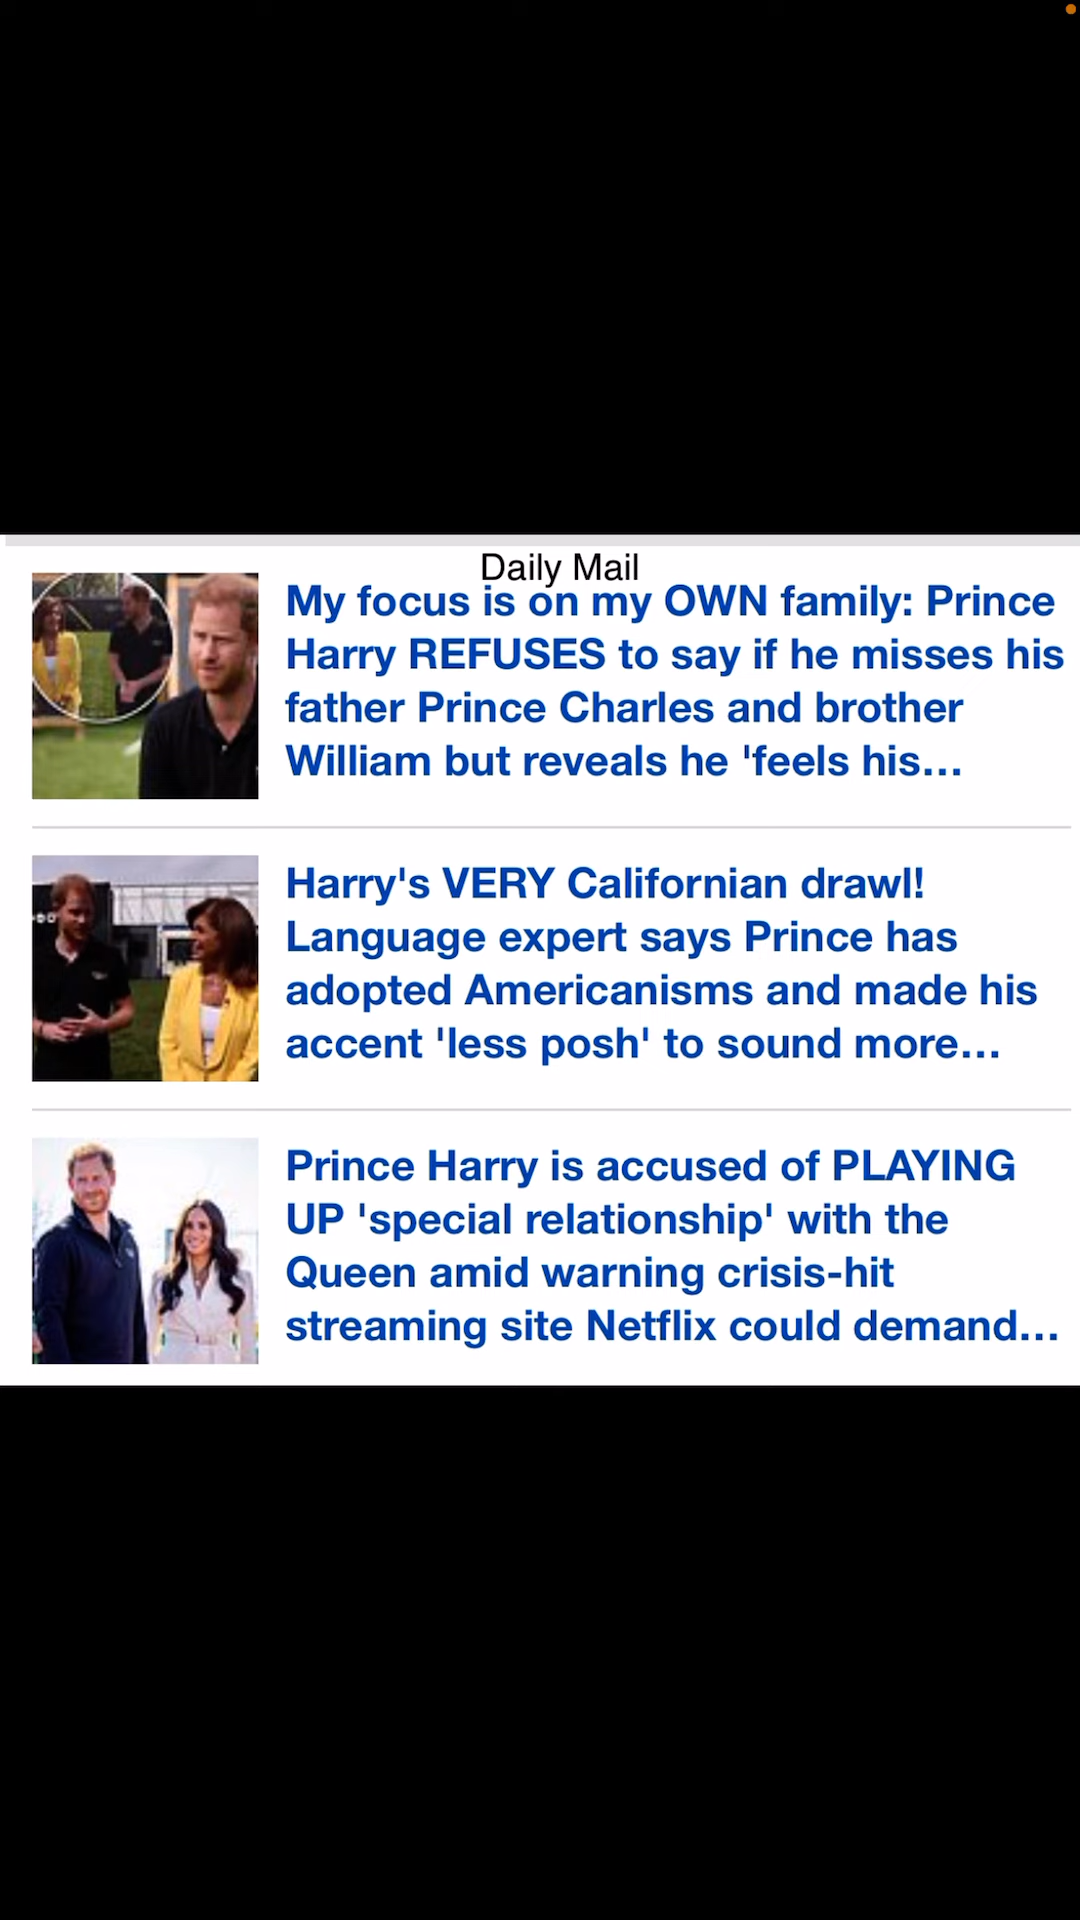 Daily Mail
My focus is on my OWN family: Prince
Harry REFUSES to say if he misses his
father Prince Charles and brother
William but reveals he 'feels his...
Harry's VERY Californian drawl!
Language expert says Prince has
adopted Americanisms and made his
accent 'less posh' to sound more...
Prince Harry is accused of PLAYING
UP 'special relationship' with the
Queen amid warning crisis-hit
streaming site Netflix could demand...